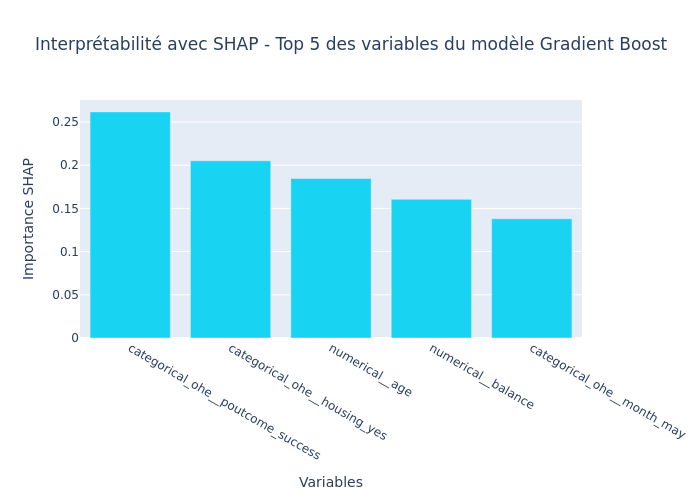 Interprétabilité avec SHAP - Top 5 des variables du modèle Gradient Boost
Importance SHAP
0.25
0.2
0.15
0.1
0.05
0
categorical_ohe__poutcome_success
categorical_ohe__housing_yes
numerical__age
numerical__balance
categorical_ohe__month_may
Variables